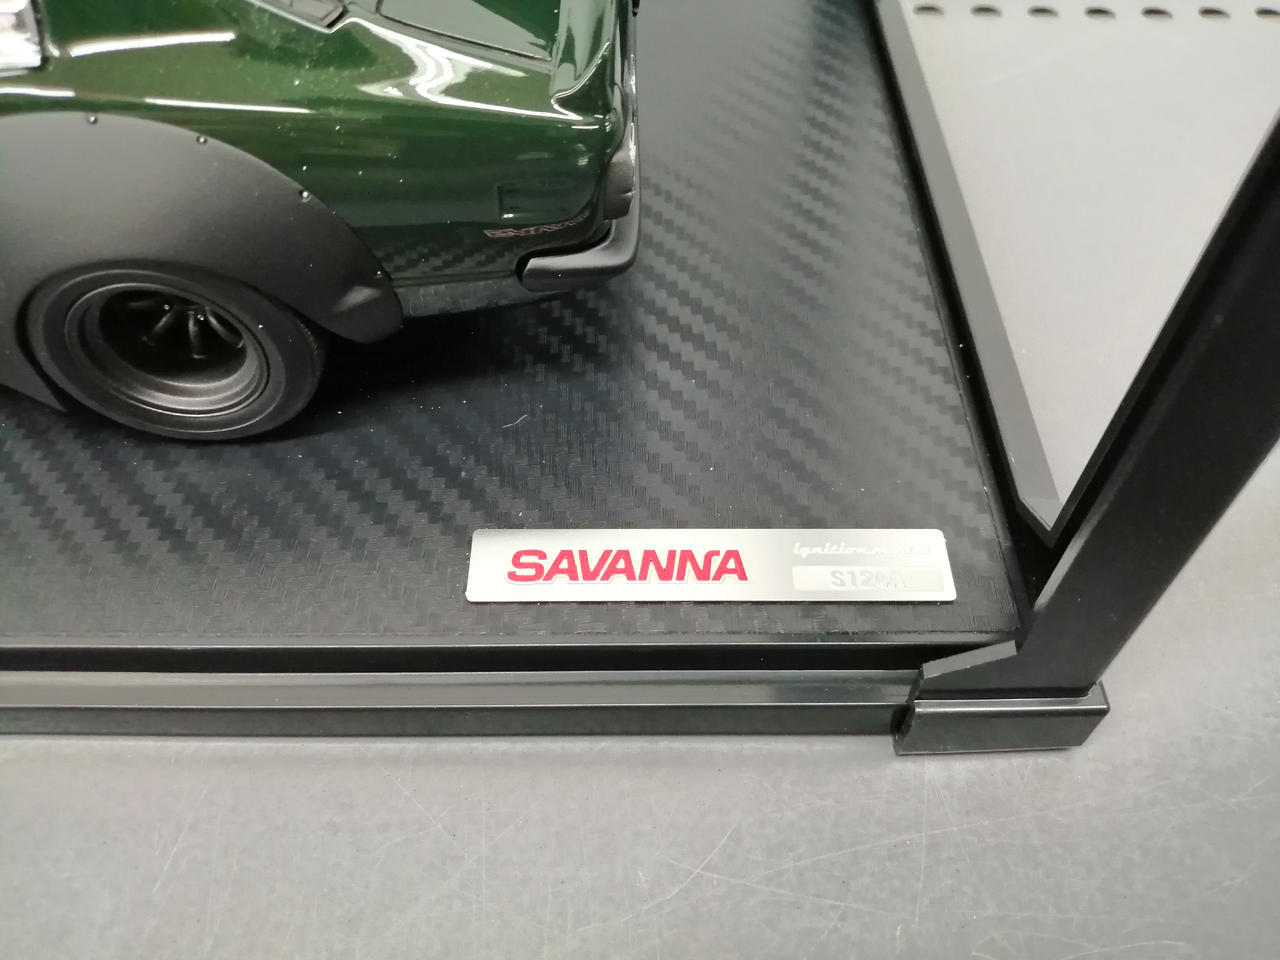 SAVANNA
ignition model
S124A